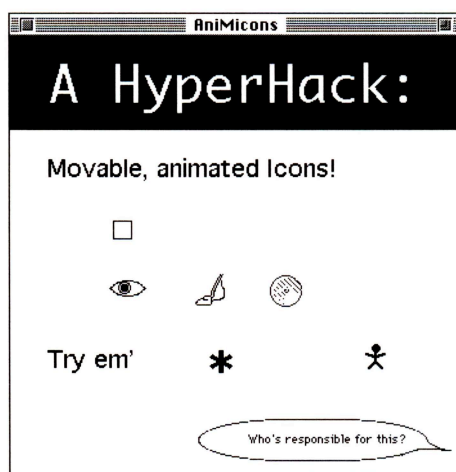 AniMicons
A HyperHack:
Movable, animated Icons!
Try em'
Who's responsible for this?